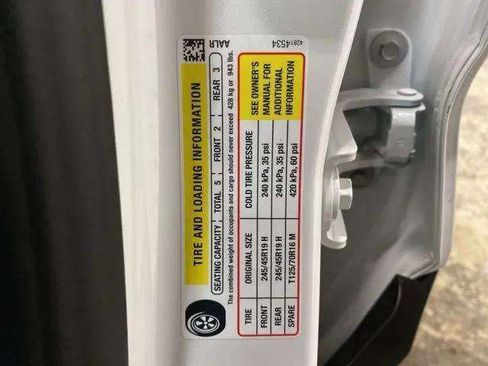 AALR
42814534
TIRE AND LOADING INFORMATION
SEATING CAPACITY TOTAL 5 FRONT 2 REAR 3
The combined weight of occupants and cargo should never exceed 428 kg or 943 lbs.
TIRE ORIGINAL SIZE COLD TIRE PRESSURE
FRONT 245/45R19 H 240 kPa, 35 psi
REAR 245/45R19 H 240 kPa, 35 psi
SPARE T125/70R16 M 420 kPa, 60 psi
SEE OWNER'S
MANUAL FOR
ADDITIONAL
INFORMATION